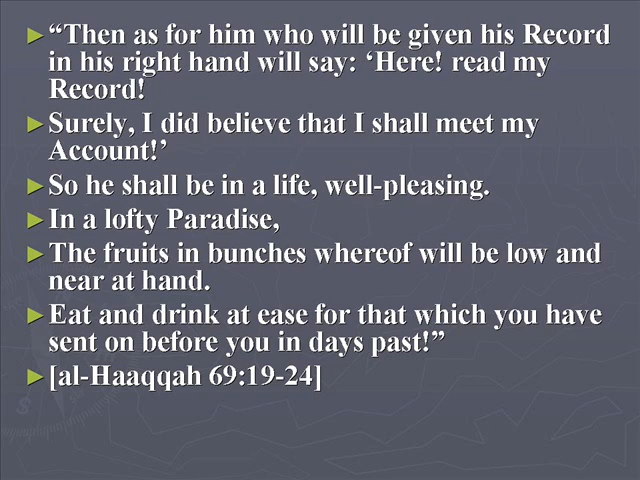 ► “Then as for him who will be given his Record
in his right hand will say: ‘Here! read my
Record!
► Surely, I did believe that I shall meet my
Account!’
► So he shall be in a life, well-pleasing.
► In a lofty Paradise,
► The fruits in bunches whereof will be low and
near at hand.
► Eat and drink at ease for that which you have
sent on before you in days past!”
► [al-Haaqqah 69:19-24]